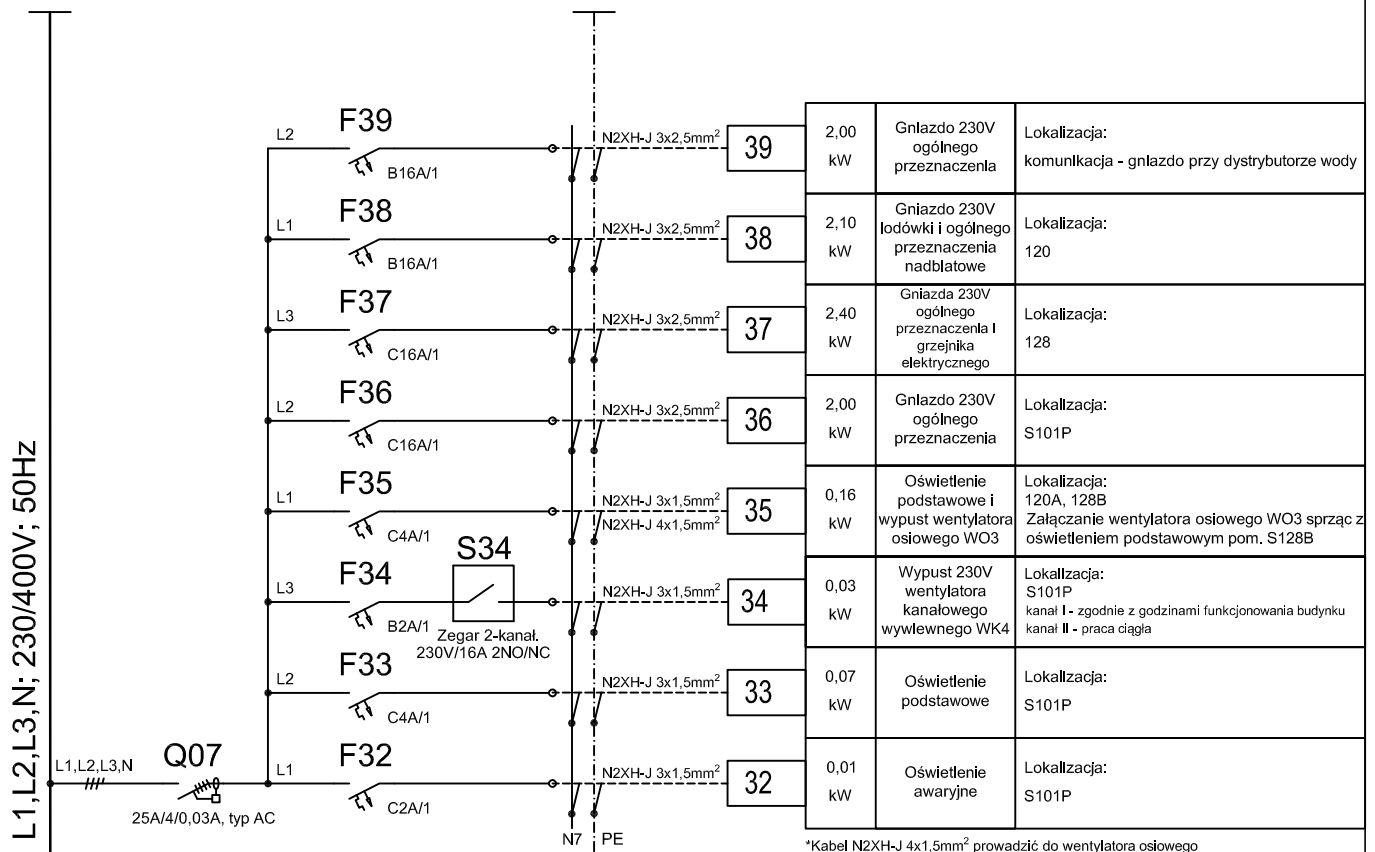 L1,L2,L3,N; 230/400V; 50Hz
L1,L2,L3,N
Q07
25A/4/0,03A, typ AC
L2
F39
B16A/1
N2XH-J 3x2,5mm²
39
2,00
kW
Gniazdo 230V
ogólnego
przeznaczenia
Lokalizacja:
komunikacja - gniazdo przy dystrybutorze wody
L1
F38
B16A/1
N2XH-J 3x2,5mm²
38
2,10
kW
Gniazdo 230V
lodówki i ogólnego
przeznaczenia
nadblatowe
Lokalizacja:
120
L3
F37
C16A/1
N2XH-J 3x2,5mm²
37
2,40
kW
Gniazda 230V
ogólnego
przeznaczenia i
grzejnika
elektrycznego
Lokalizacja:
128
L2
F36
C16A/1
N2XH-J 3x2,5mm²
36
2,00
kW
Gniazdo 230V
ogólnego
przeznaczenia
Lokalizacja:
S101P
L1
F35
C4A/1
N2XH-J 3x1,5mm²
N2XH-J 4x1,5mm²
35
0,16
kW
Oświetlenie
podstawowe i
wypust wentylatora
osiowego WO3
Lokalizacja:
120A, 128B
Załączanie wentylatora osiowego WO3 sprząc z
oświetleniem podstawowym pom. S128B
L3
F34
B2A/1
S34
Zegar 2-kanał.
230V/16A 2NO/NC
N2XH-J 3x1,5mm²
34
0,03
kW
Wypust 230V
wentylatora
kanałowego
wywlewnego WK4
Lokalizacja:
S101P
kanał I - zgodnie z godzinami funkcjonowania budynku
kanał II - praca ciągła
L2
F33
C4A/1
N2XH-J 3x1,5mm²
33
0,07
kW
Oświetlenie
podstawowe
Lokalizacja:
S101P
L1
F32
C2A/1
N2XH-J 3x1,5mm²
32
0,01
kW
Oświetlenie
awaryjne
Lokalizacja:
S101P
N7
PE
*Kabel N2XH-J 4x1,5mm² prowadzić do wentylatora osiowego